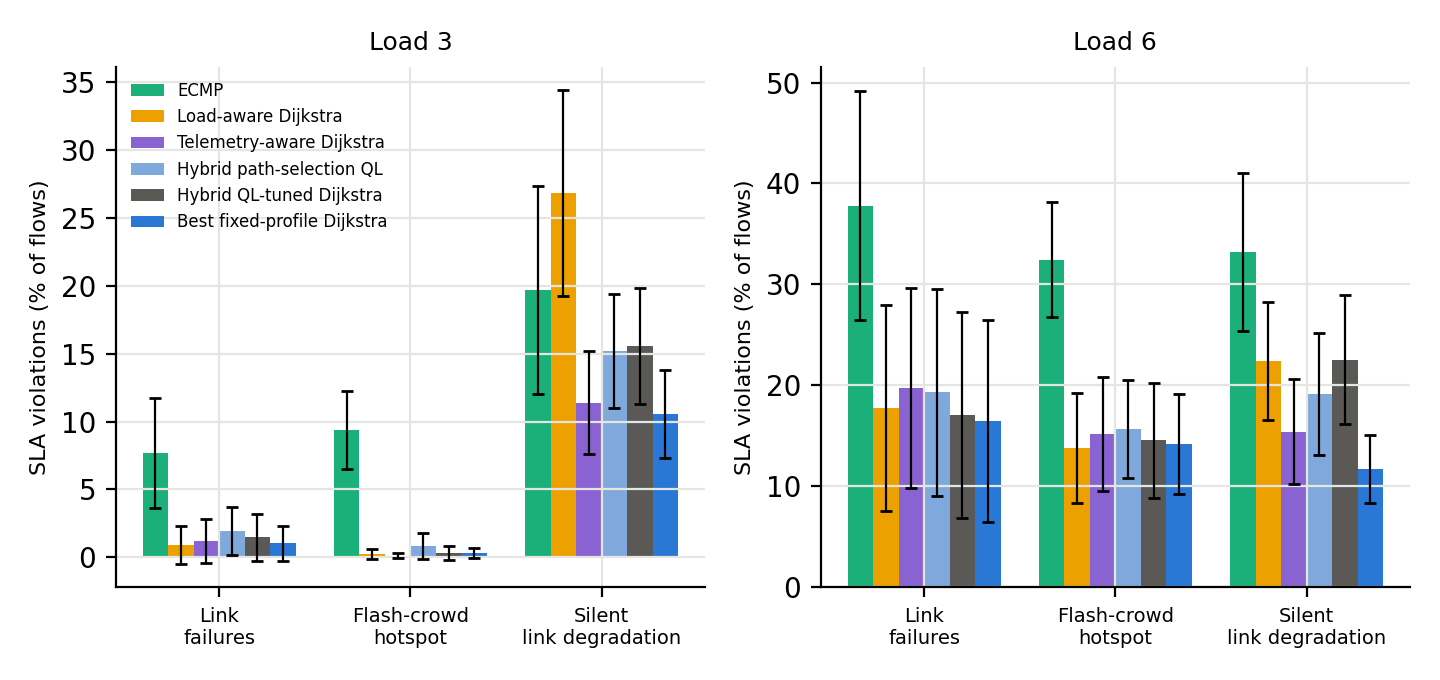 Load 3
SLA violations (% of flows)
35
30
25
20
15
10
5
0
ECMP
Load-aware Dijkstra
Telemetry-aware Dijkstra
Hybrid path-selection QL
Hybrid QL-tuned Dijkstra
Best fixed-profile Dijkstra
Link
failures
Flash-crowd
hotspot
Silent
link degradation
Load 6
SLA violations (% of flows)
50
40
30
20
10
0
Link
failures
Flash-crowd
hotspot
Silent
link degradation